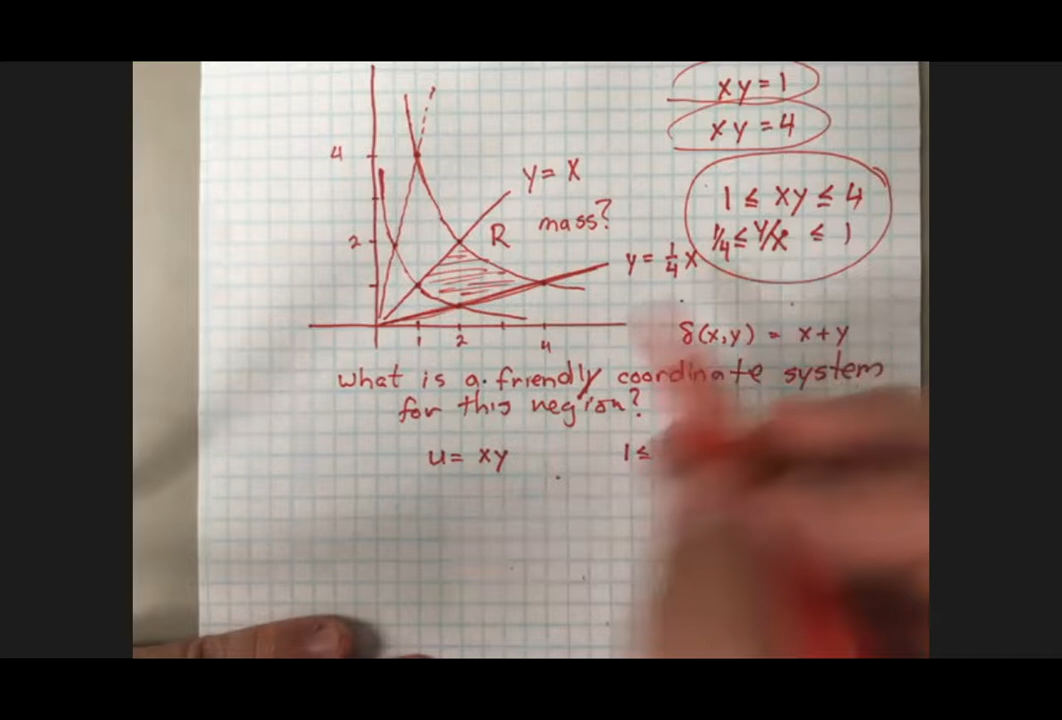 xy = 1
xy = 4
4
y = x
1 ≤ xy ≤ 4
mass?
R
1/4 ≤ y/x ≤ 1
2
y = 1/4 x
1 2 4
δ(x,y) = x+y
what is a friendly coordinate system
for this region?
u = xy 1 ≤